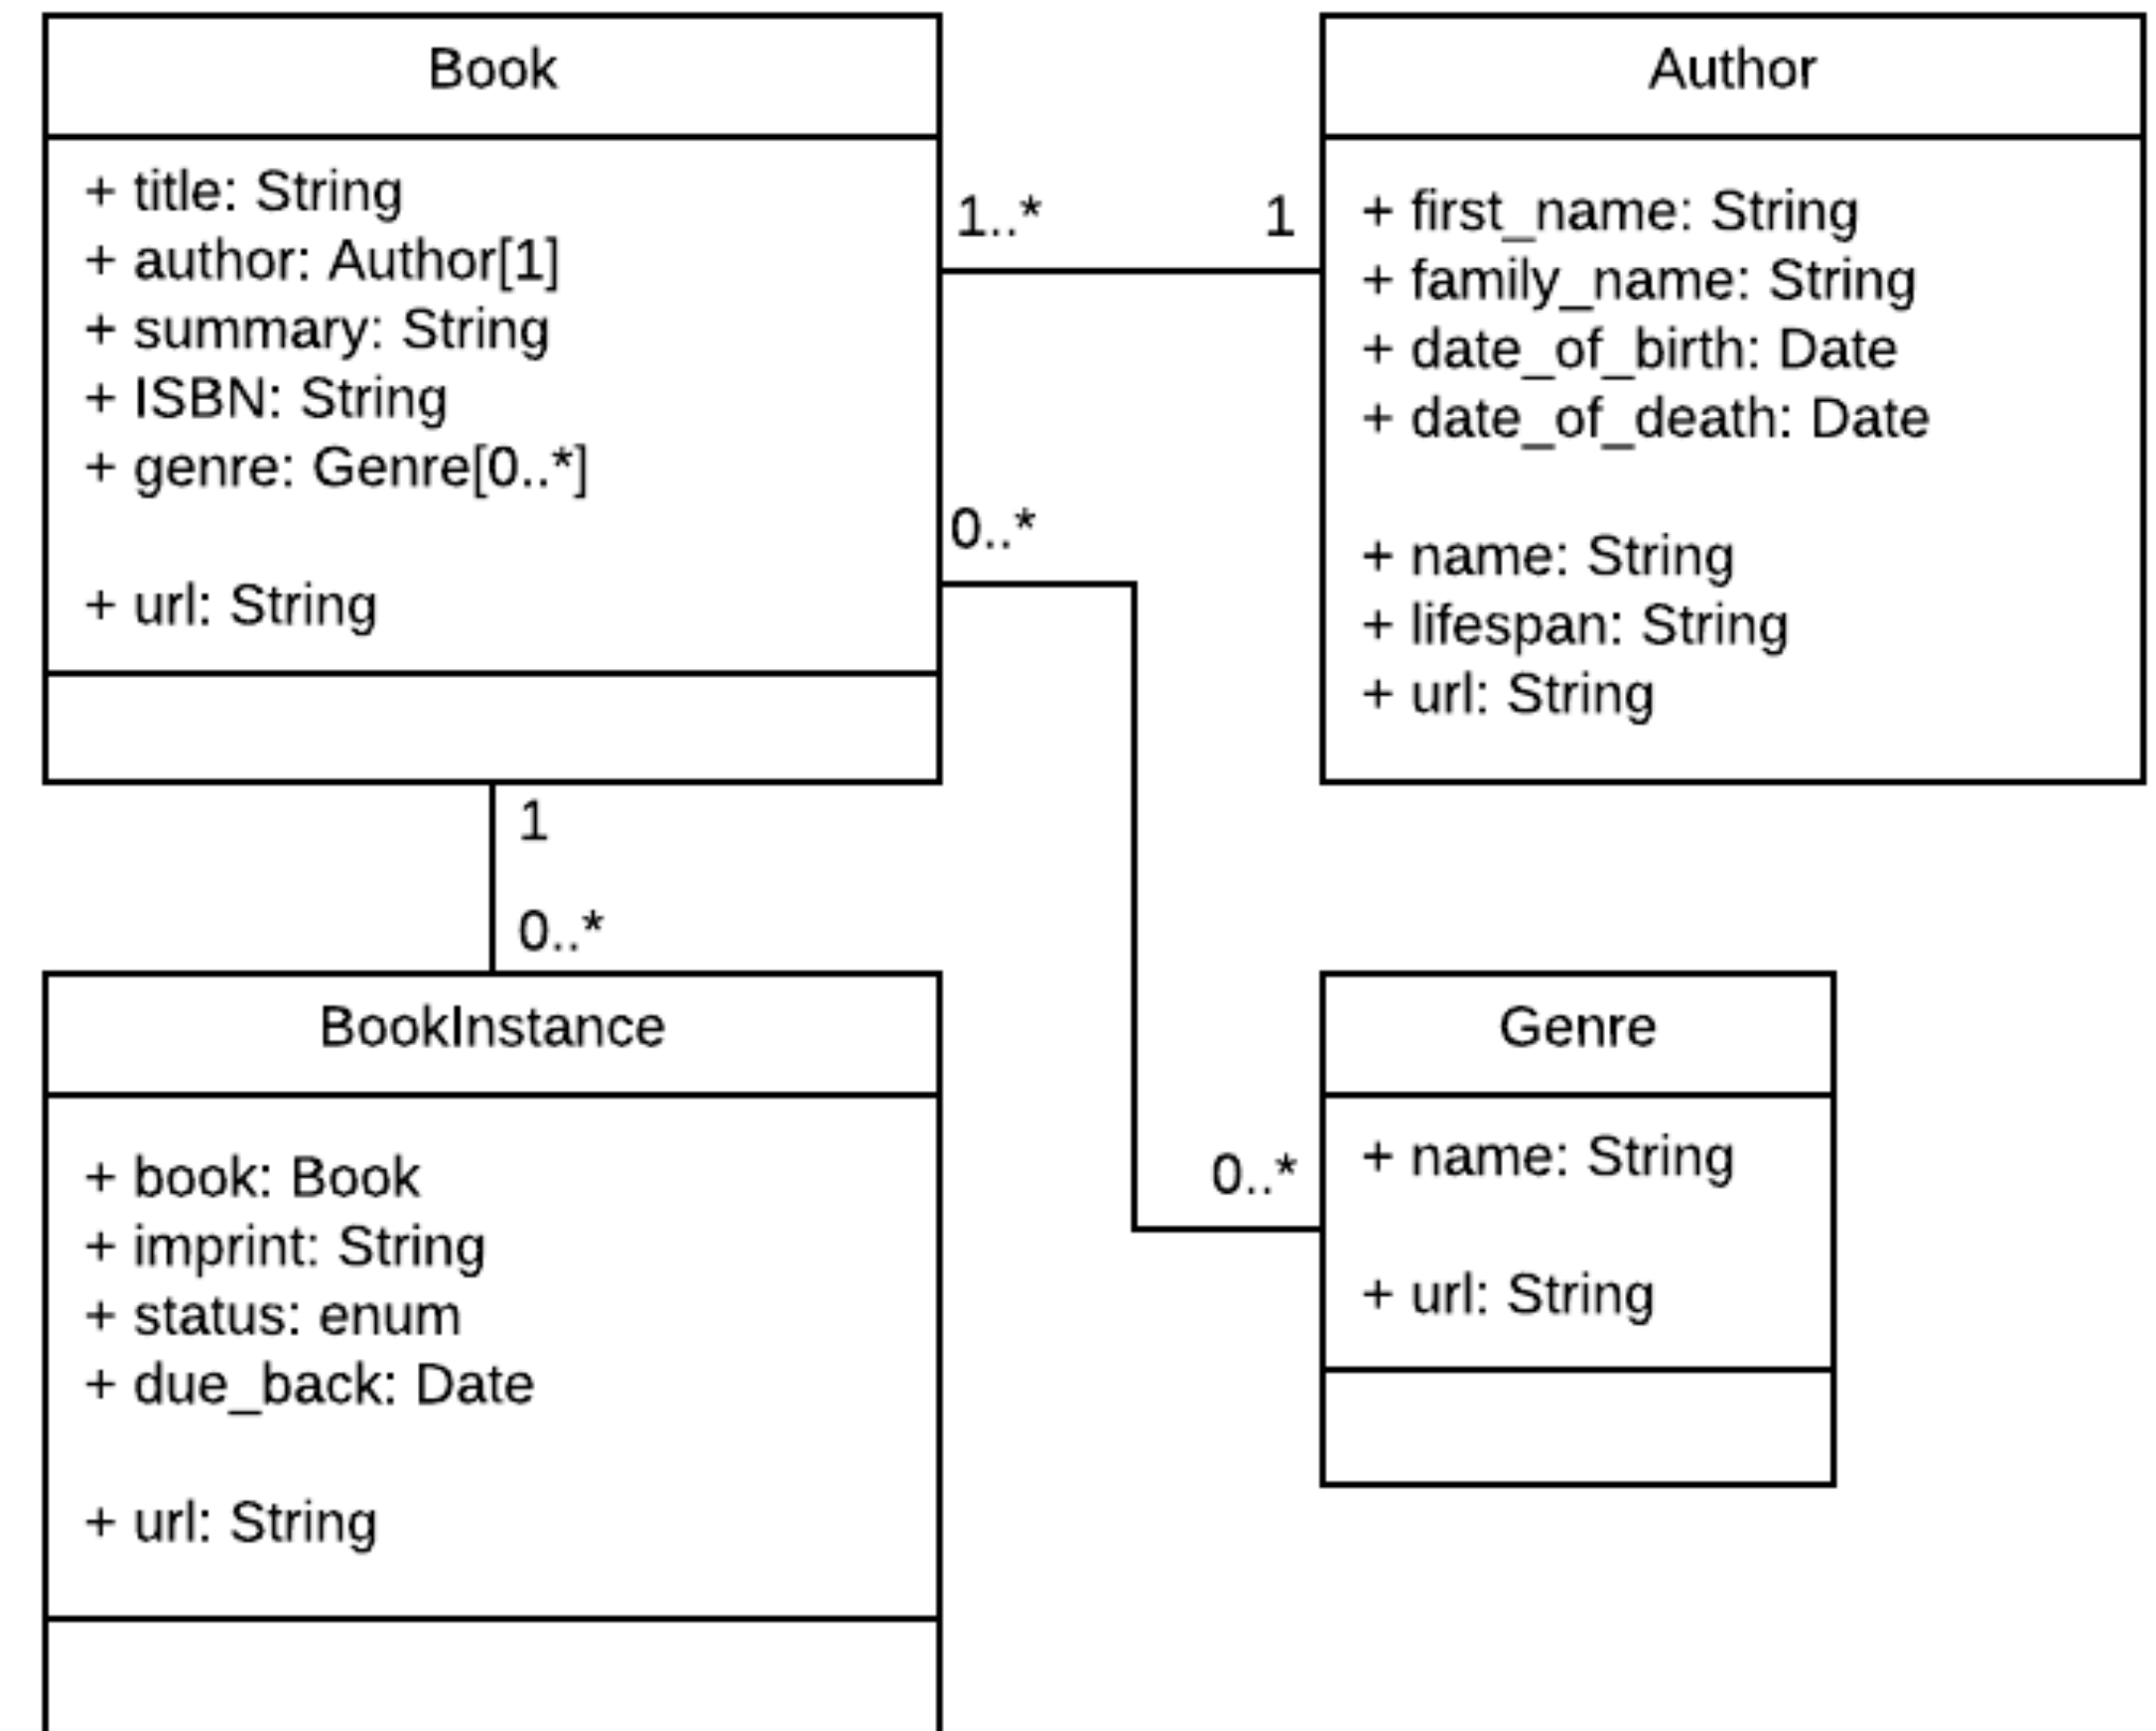 Book
+ title: String
+ author: Author[1]
+ summary: String
+ ISBN: String
+ genre: Genre[0..*]
+ url: String
1..*
1
Author
+ first_name: String
+ family_name: String
+ date_of_birth: Date
+ date_of_death: Date
+ name: String
+ lifespan: String
+ url: String
0..*
1
0..*
BookInstance
+ book: Book
+ imprint: String
+ status: enum
+ due_back: Date
+ url: String
0..*
Genre
+ name: String
+ url: String